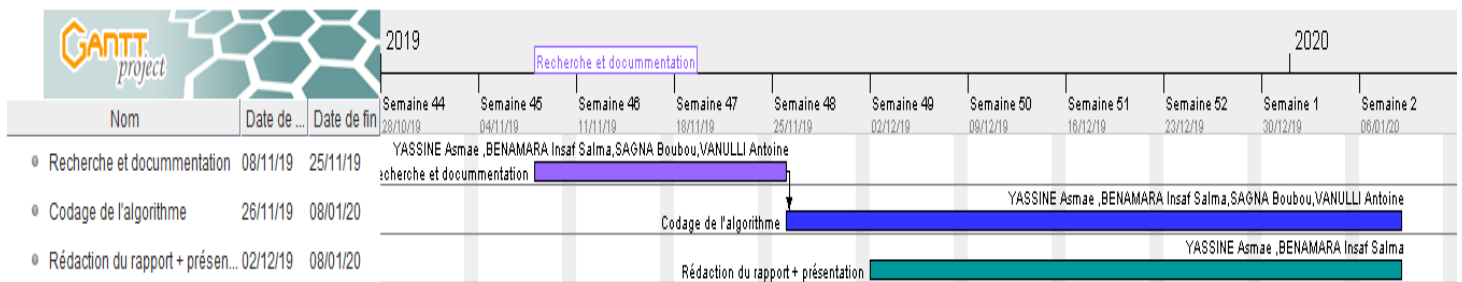 GANTT
project
2019
2020
Recherche et docummentation
Semaine 44
Semaine 45
Semaine 46
Semaine 47
Semaine 48
Semaine 49
Semaine 50
Semaine 51
Semaine 52
Semaine 1
Semaine 2
28/10/19
04/11/19
11/11/19
18/11/19
25/11/19
02/12/19
09/12/19
16/12/19
23/12/19
30/12/19
06/01/20
Nom
Date de ...
Date de fin
Recherche et docummentation 08/11/19 25/11/19
YASSINE Asmae ,BENAMARA Insaf Salma,SAGNA Boubou,VANULLI Antoine
echerche et docummentation
Codage de l'algorithme 26/11/19 08/01/20
YASSINE Asmae ,BENAMARA Insaf Salma,SAGNA Boubou,VANULLI Antoine
Codage de l'algorithme
Rédaction du rapport + présen... 02/12/19 08/01/20
YASSINE Asmae ,BENAMARA Insaf Salma
Rédaction du rapport + présentation